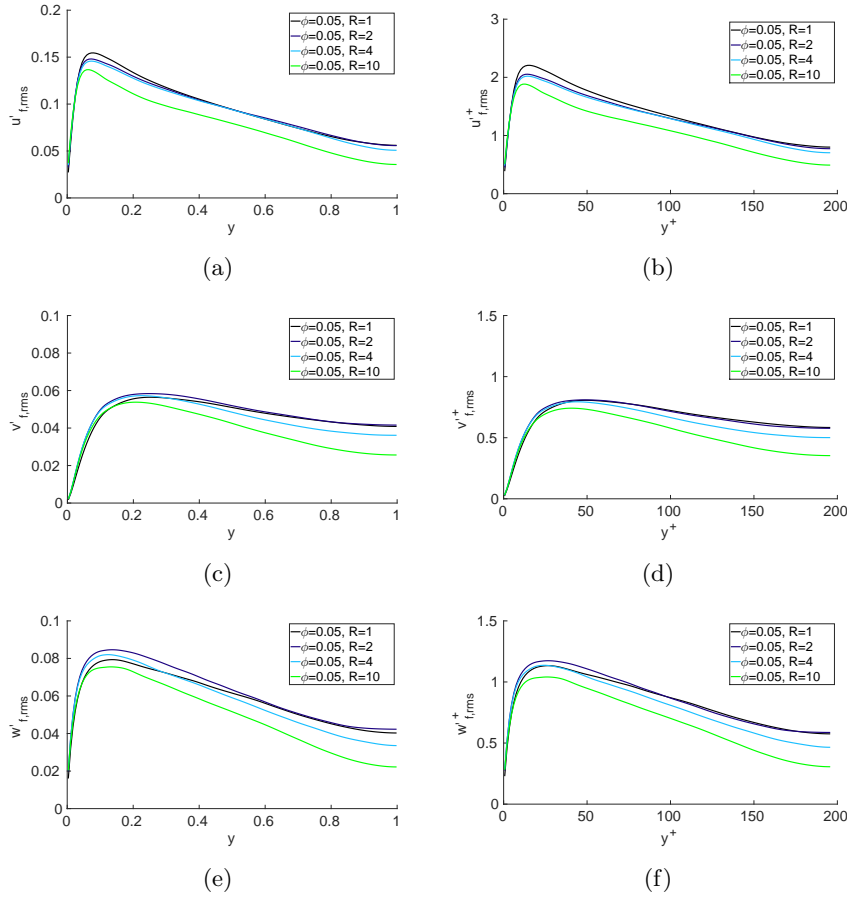 0.2
0.15
0.1
0.05
0
u'f,rms
0 0.2 0.4 0.6 0.8 1
y
ϕ=0.05, R=1
ϕ=0.05, R=2
ϕ=0.05, R=4
ϕ=0.05, R=10
(a)
3
2
1
0
u'+f,rms
0 50 100 150 200
y+
ϕ=0.05, R=1
ϕ=0.05, R=2
ϕ=0.05, R=4
ϕ=0.05, R=10
(b)
0.1
0.08
0.06
0.04
0.02
0
v'f,rms
0 0.2 0.4 0.6 0.8 1
y
ϕ=0.05, R=1
ϕ=0.05, R=2
ϕ=0.05, R=4
ϕ=0.05, R=10
(c)
1.5
1
0.5
0
v'+f,rms
0 50 100 150 200
y+
ϕ=0.05, R=1
ϕ=0.05, R=2
ϕ=0.05, R=4
ϕ=0.05, R=10
(d)
0.1
0.08
0.06
0.04
0.02
0
w'f,rms
0 0.2 0.4 0.6 0.8 1
y
ϕ=0.05, R=1
ϕ=0.05, R=2
ϕ=0.05, R=4
ϕ=0.05, R=10
(e)
1.5
1
0.5
0
w'+f,rms
0 50 100 150 200
y+
ϕ=0.05, R=1
ϕ=0.05, R=2
ϕ=0.05, R=4
ϕ=0.05, R=10
(f)